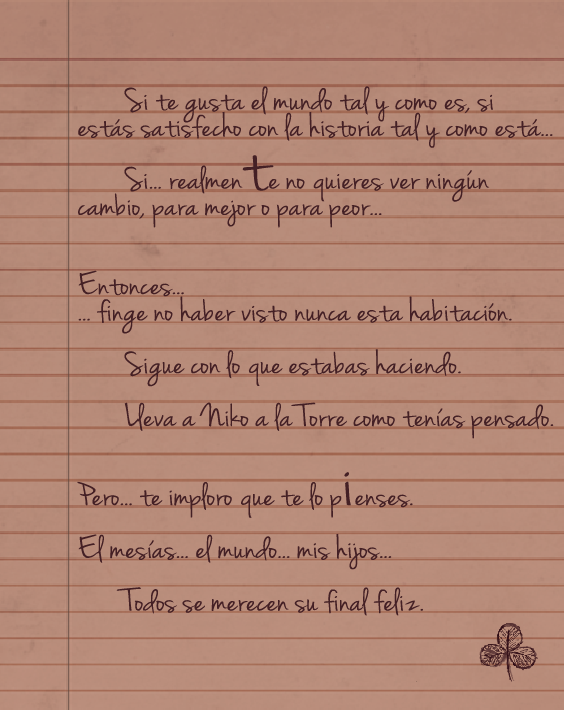 Si te gusta el mundo tal y como es, si
estás satisfecho con la historia tal y como está...
Si... realmente no quieres ver ningún
cambio, para mejor o para peor...
Entonces...
... finge no haber visto nunca esta habitación.
Sigue con lo que estabas haciendo.
Lleva a Niko a la Torre como tenías pensado.
Pero... te imploro que te lo pienses.
El mesías... el mundo... mis hijos...
Todos se merecen su final feliz.